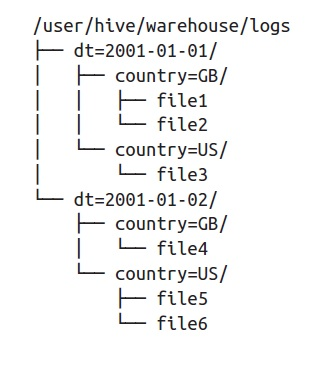 /user/hive/warehouse/logs
├── dt=2001-01-01/
│   ├── country=GB/
│   │   ├── file1
│   │   └── file2
│   └── country=US/
│       └── file3
└── dt=2001-01-02/
    ├── country=GB/
    │   └── file4
    └── country=US/
        ├── file5
        └── file6